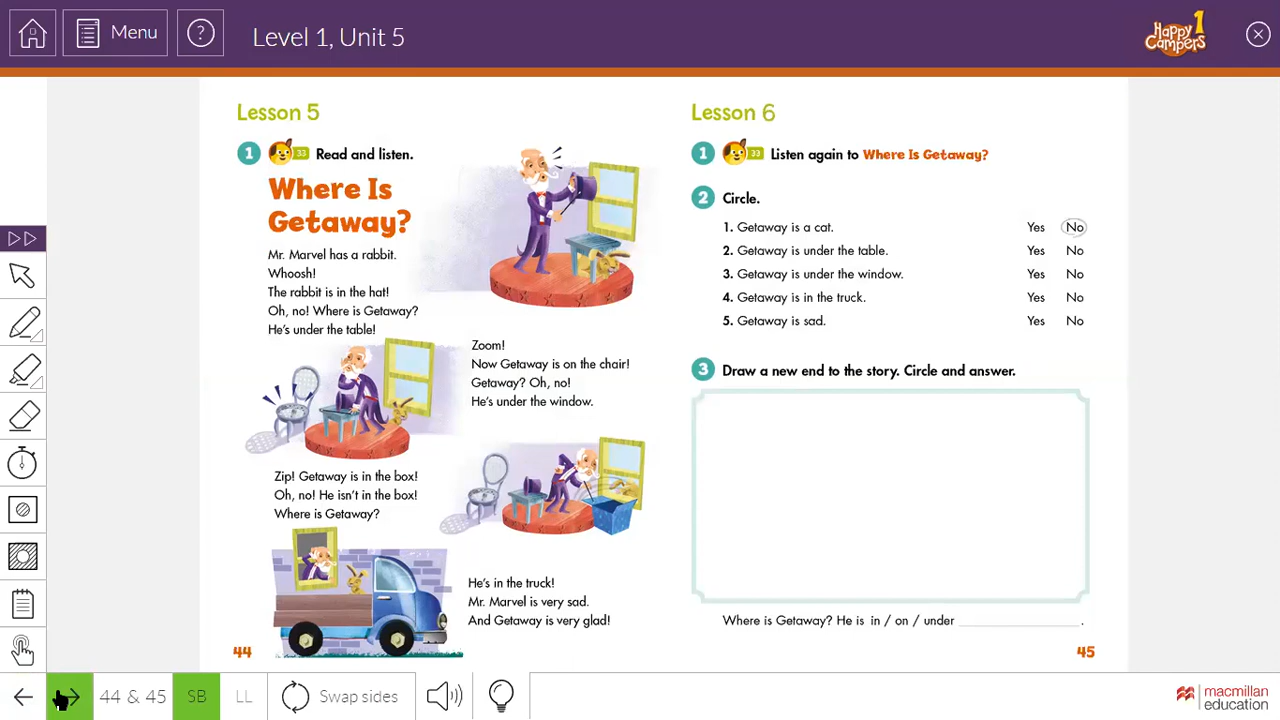 Menu
?
Level 1, Unit 5
Happy Campers 1
Lesson 5
1 33 Read and listen.
Where Is
Getaway?
Mr. Marvel has a rabbit.
Whoosh!
The rabbit is in the hat!
Oh, no! Where is Getaway?
He's under the table!
Zoom!
Now Getaway is on the chair!
Getaway? Oh, no!
He's under the window.
Zip! Getaway is in the box!
Oh, no! He isn't in the box!
Where is Getaway?
He's in the truck!
Mr. Marvel is very sad.
And Getaway is very glad!
44
Lesson 6
1 33 Listen again to Where Is Getaway?
2 Circle.
1. Getaway is a cat. Yes No
2. Getaway is under the table. Yes No
3. Getaway is under the window. Yes No
4. Getaway is in the truck. Yes No
5. Getaway is sad. Yes No
3 Draw a new end to the story. Circle and answer.
Where is Getaway? He is in / on / under ____________________.
45
44 & 45
SB
LL
Swap sides
macmillan
education